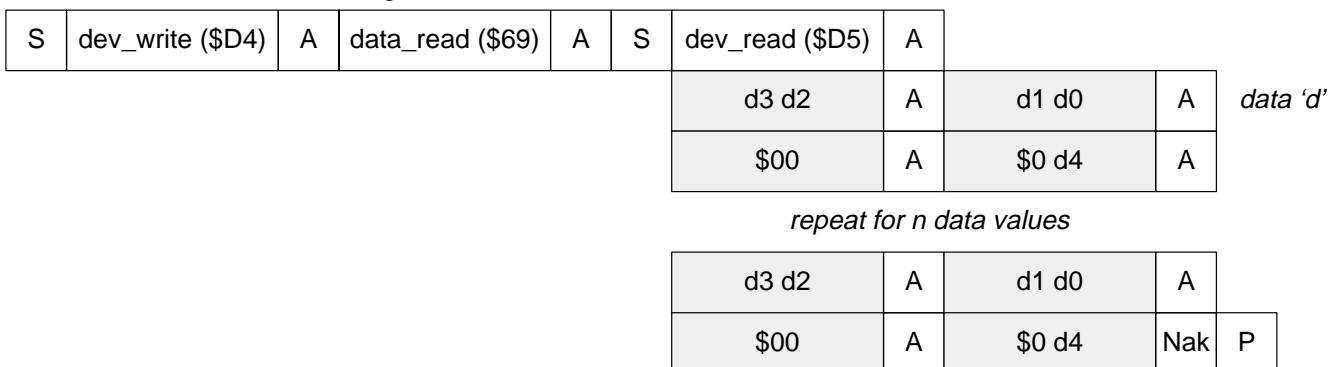 S dev_write ($D4) A data_read ($69) A S dev_read ($D5) A
d3 d2 A d1 d0 A data ‘d’
$00 A $0 d4 A
repeat for n data values
d3 d2 A d1 d0 A
$00 A $0 d4 Nak P